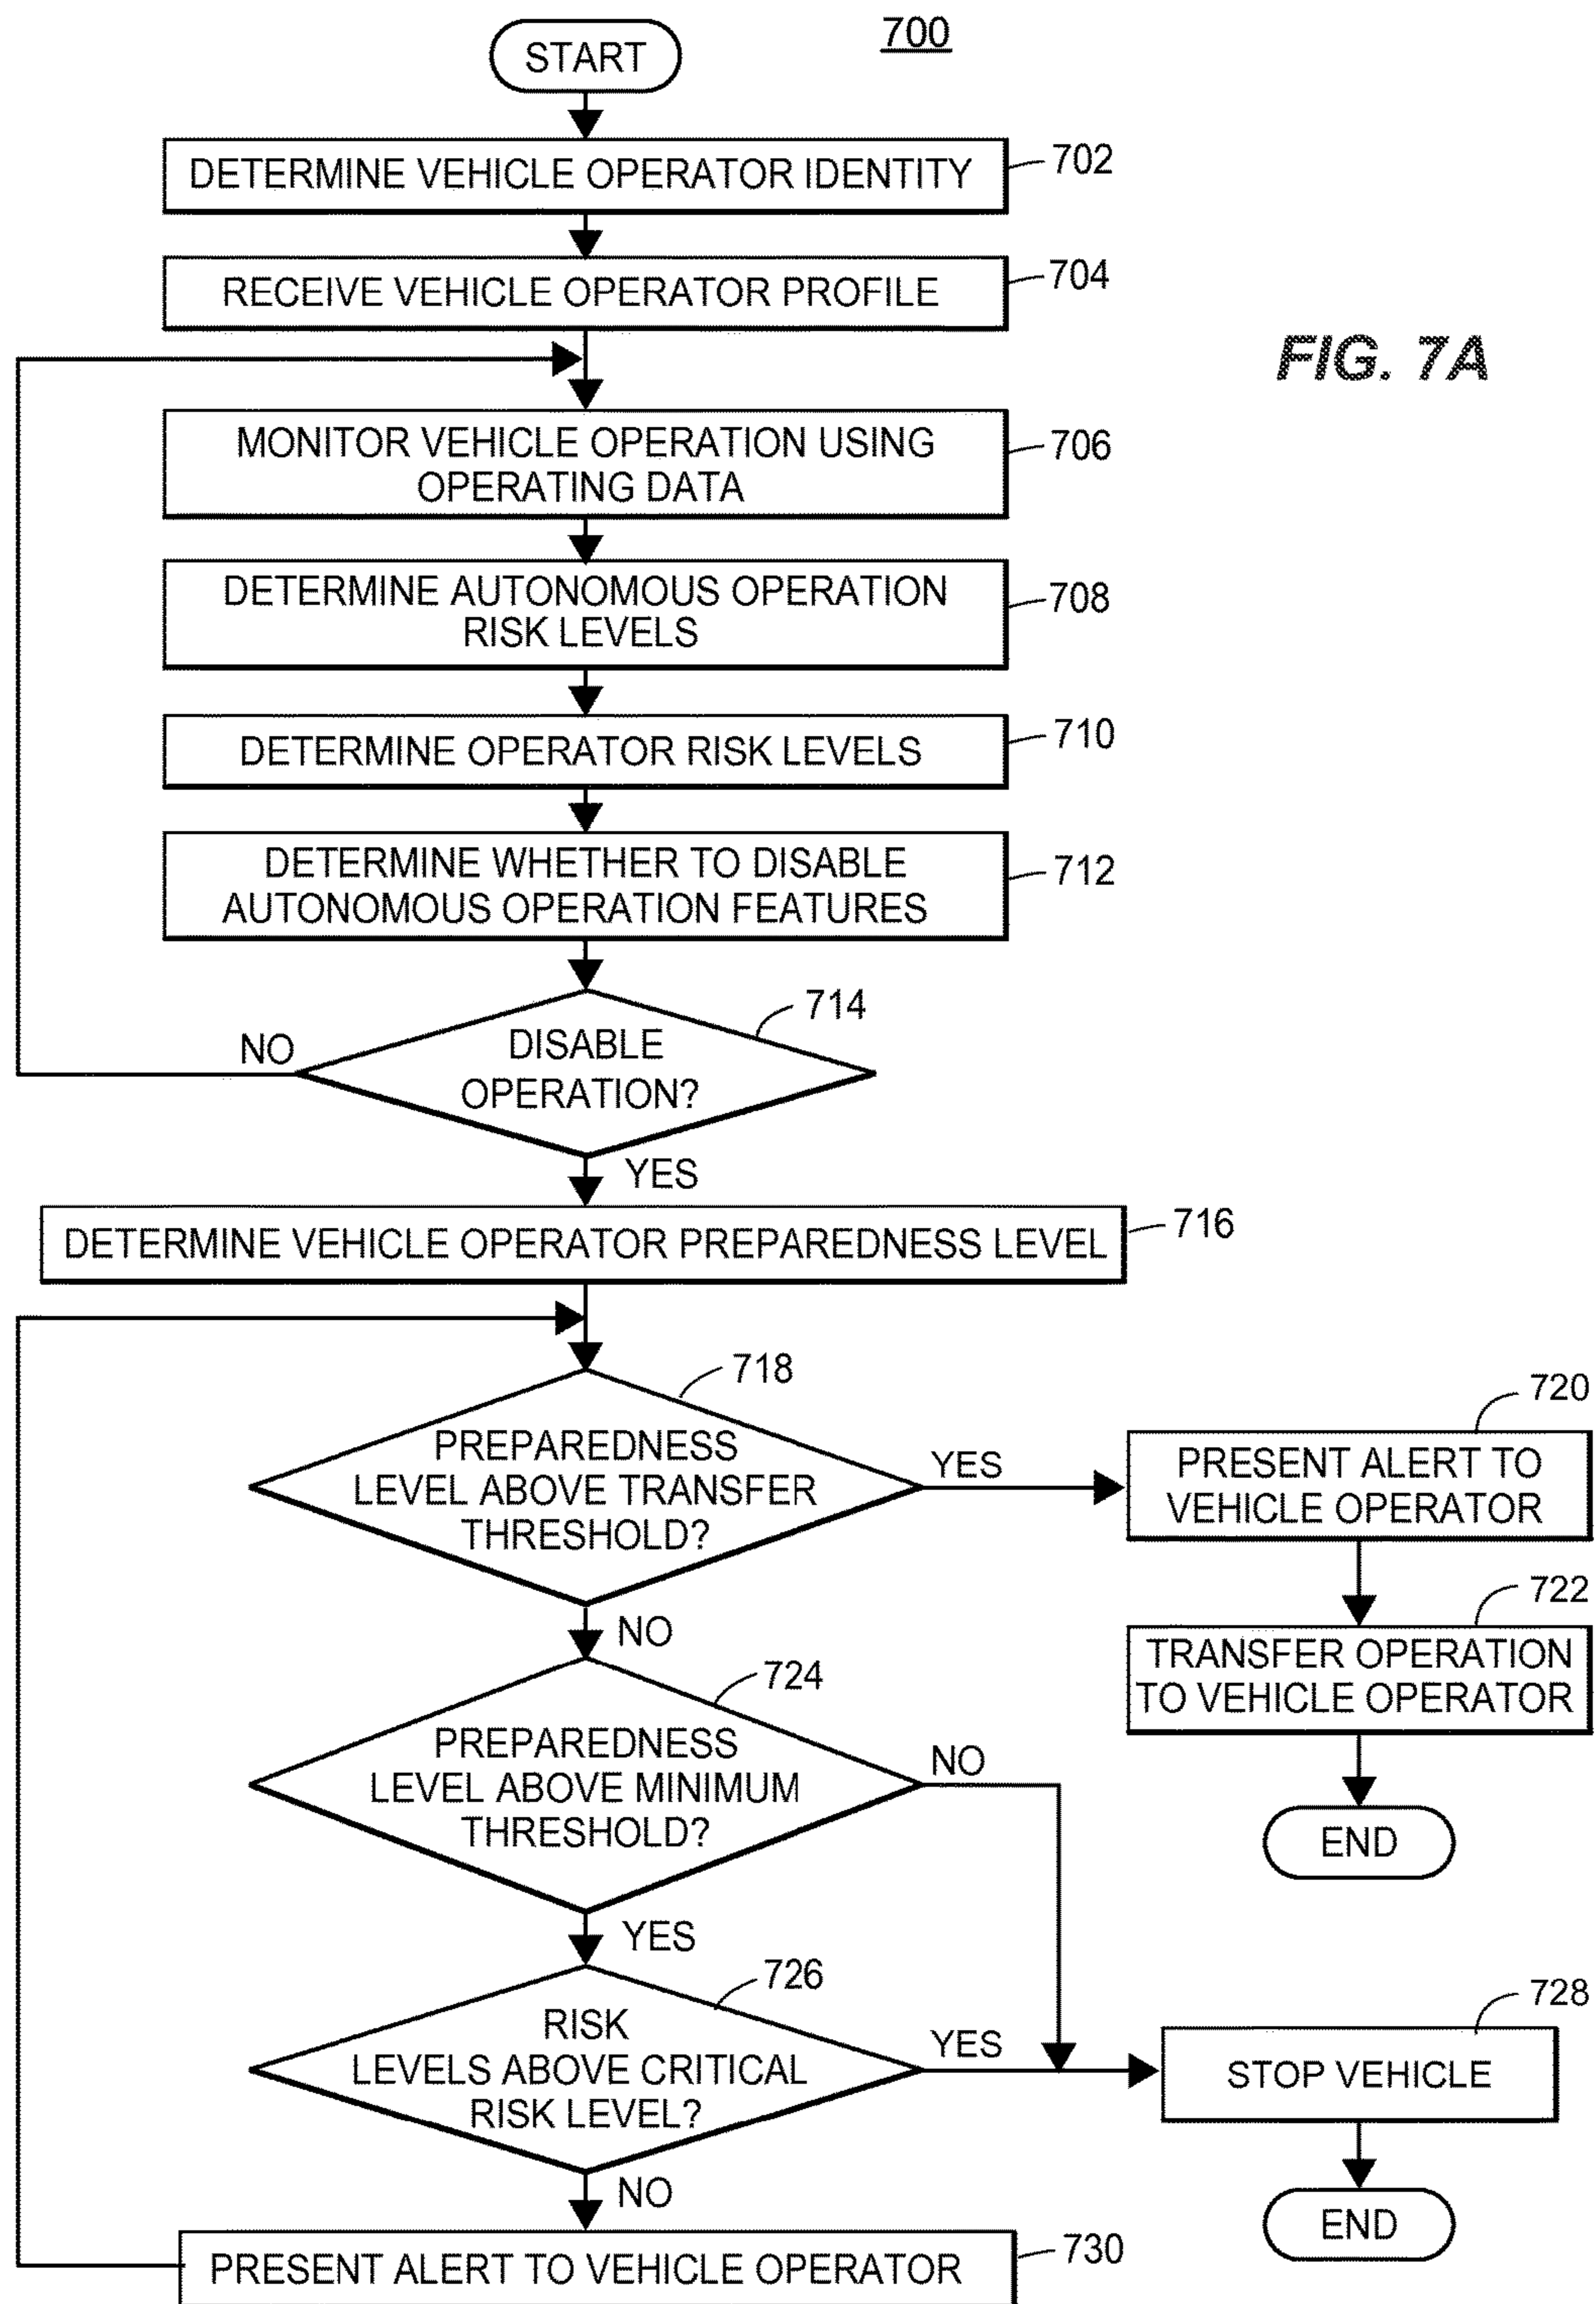 700
START
DETERMINE VEHICLE OPERATOR IDENTITY
702
RECEIVE VEHICLE OPERATOR PROFILE
704
FIG. 7A
MONITOR VEHICLE OPERATION USING
OPERATING DATA
706
DETERMINE AUTONOMOUS OPERATION
RISK LEVELS
708
DETERMINE OPERATOR RISK LEVELS
710
DETERMINE WHETHER TO DISABLE
AUTONOMOUS OPERATION FEATURES
712
714
DISABLE
OPERATION?
NO
YES
DETERMINE VEHICLE OPERATOR PREPAREDNESS LEVEL
716
718
PREPAREDNESS
LEVEL ABOVE TRANSFER
THRESHOLD?
YES
720
PRESENT ALERT TO
VEHICLE OPERATOR
722
TRANSFER OPERATION
TO VEHICLE OPERATOR
END
NO
724
PREPAREDNESS
LEVEL ABOVE MINIMUM
THRESHOLD?
NO
YES
726
RISK
LEVELS ABOVE CRITICAL
RISK LEVEL?
YES
728
STOP VEHICLE
END
NO
PRESENT ALERT TO VEHICLE OPERATOR
730